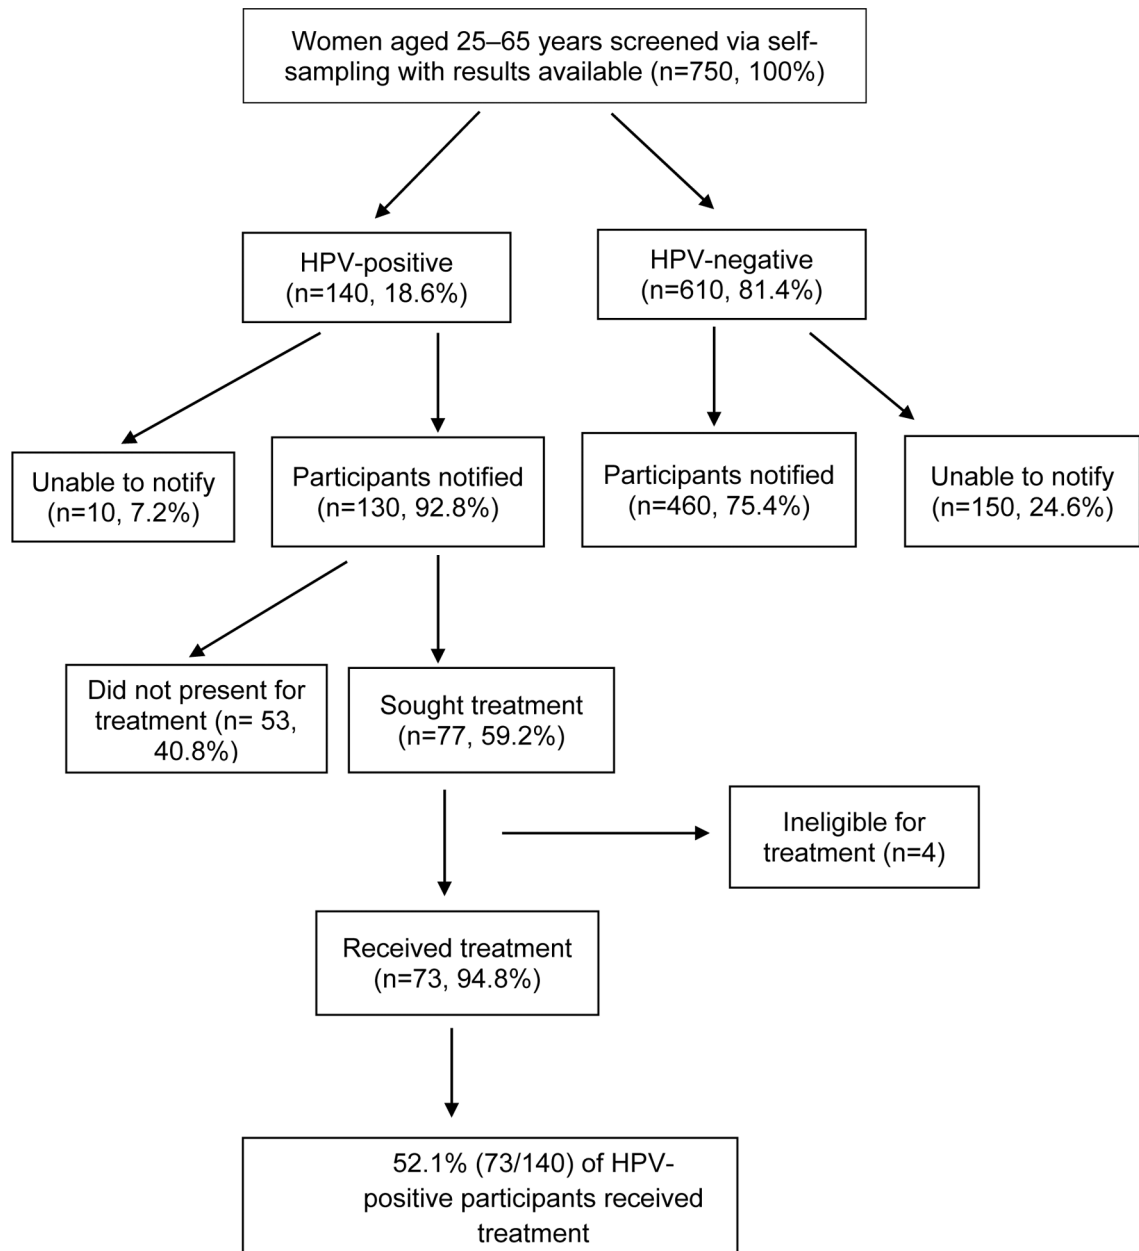 Women aged 25–65 years screened via self-
sampling with results available (n=750, 100%)
HPV-positive
(n=140, 18.6%)
HPV-negative
(n=610, 81.4%)
Unable to notify
(n=10, 7.2%)
Participants notified
(n=130, 92.8%)
Participants notified
(n=460, 75.4%)
Unable to notify
(n=150, 24.6%)
Did not present for
treatment (n= 53,
40.8%)
Sought treatment
(n=77, 59.2%)
Ineligible for
treatment (n=4)
Received treatment
(n=73, 94.8%)
52.1% (73/140) of HPV-
positive participants received
treatment